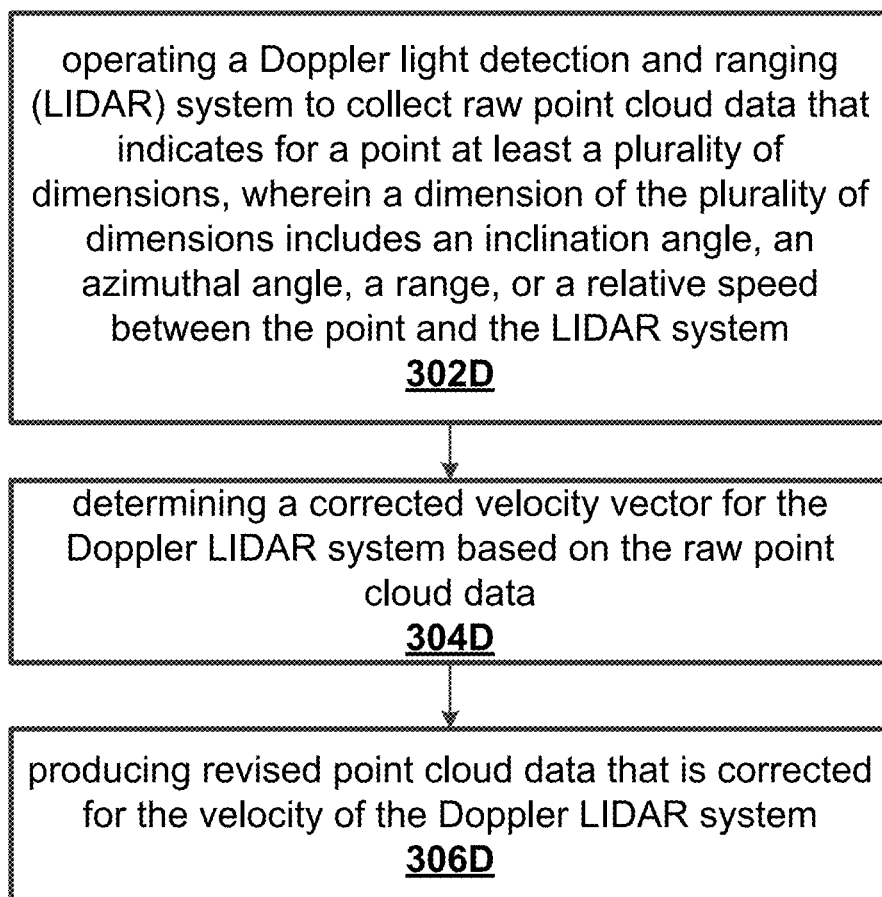 operating a Doppler light detection and ranging
(LIDAR) system to collect raw point cloud data that
indicates for a point at least a plurality of
dimensions, wherein a dimension of the plurality of
dimensions includes an inclination angle, an
azimuthal angle, a range, or a relative speed
between the point and the LIDAR system
302D
determining a corrected velocity vector for the
Doppler LIDAR system based on the raw point
cloud data
304D
producing revised point cloud data that is corrected
for the velocity of the Doppler LIDAR system
306D